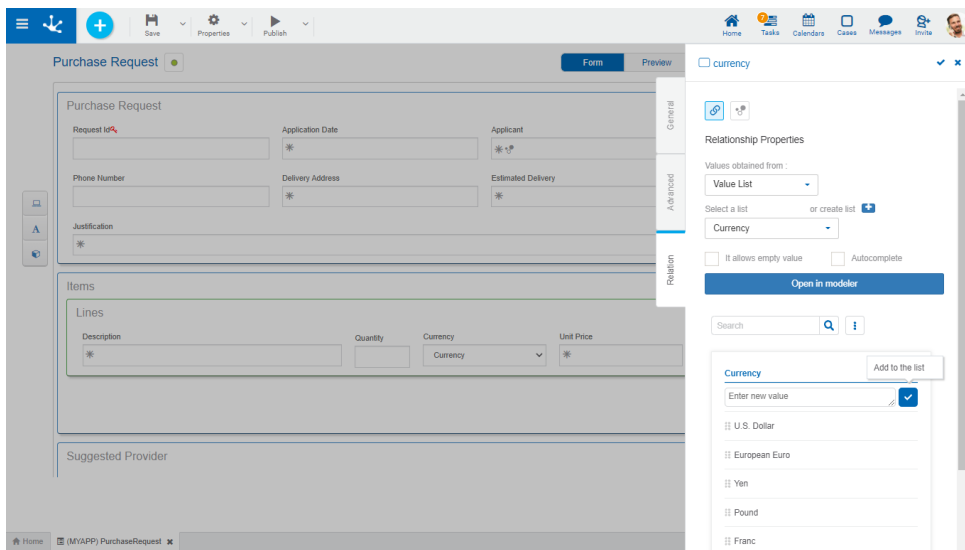 Save
Properties
Publish
Home
7
Tasks
Calendars
Cases
Messages
Invite
Purchase Request
Form
Preview
Purchase Request
Request Id
Application Date
Applicant
Phone Number
Delivery Address
Estimated Delivery
Justification
A
Items
Lines
Description
Quantity
Currency
Unit Price
Currency
Suggested Provider
Home
(MYAPP) PurchaseRequest
General
Advanced
Relation
currency
Relationship Properties
Values obtained from :
Value List
Select a list
or create list
Currency
It allows empty value
Autocomplete
Open in modeler
Search
Add to the list
Currency
Enter new value
U.S. Dollar
European Euro
Yen
Pound
Franc